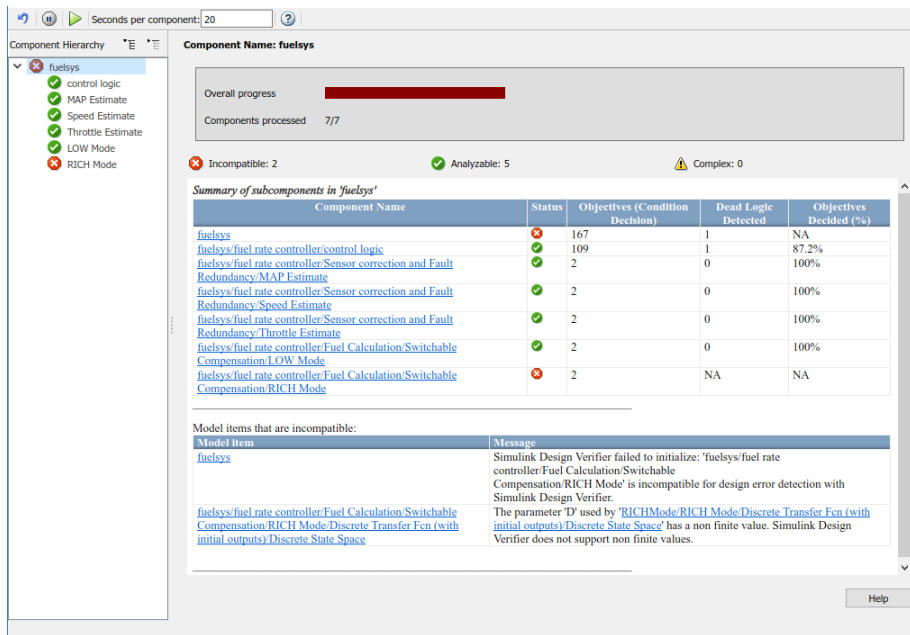 Seconds per component: 20
Component Hierarchy
Component Name: fuelsys
fuelsys
control logic
MAP Estimate
Speed Estimate
Throttle Estimate
LOW Mode
RICH Mode
Overall progress
Components processed 7/7
Incompatible: 2 Analyzable: 5 Complex: 0
Summary of subcomponents in 'fuelsys'
Component Name Status Objectives (Condition Decision) Dead Logic Detected Objectives Decided (%)
fuelsys 167 1 NA
fuelsys/fuel rate controller/control logic 109 1 87.2%
fuelsys/fuel rate controller/Sensor correction and Fault 2 0 100%
Redundancy/MAP Estimate
fuelsys/fuel rate controller/Sensor correction and Fault 2 0 100%
Redundancy/Speed Estimate
fuelsys/fuel rate controller/Sensor correction and Fault 2 0 100%
Redundancy/Throttle Estimate
fuelsys/fuel rate controller/Fuel Calculation/Switchable 2 0 100%
Compensation/LOW Mode
fuelsys/fuel rate controller/Fuel Calculation/Switchable 2 NA NA
Compensation/RICH Mode
Model items that are incompatible:
Model item Message
fuelsys Simulink Design Verifier failed to initialize: 'fuelsys/fuel rate
controller/Fuel Calculation/Switchable
Compensation/RICH Mode' is incompatible for design error detection with
Simulink Design Verifier.
fuelsys/fuel rate controller/Fuel Calculation/Switchable
Compensation/RICH Mode/Discrete Transfer Fcn (with
initial outputs)/Discrete State Space
The parameter 'D' used by 'RICHMode/RICH Mode/Discrete Transfer Fcn (with
initial outputs)/Discrete State Space' has a non finite value. Simulink Design
Verifier does not support non finite values.
Help